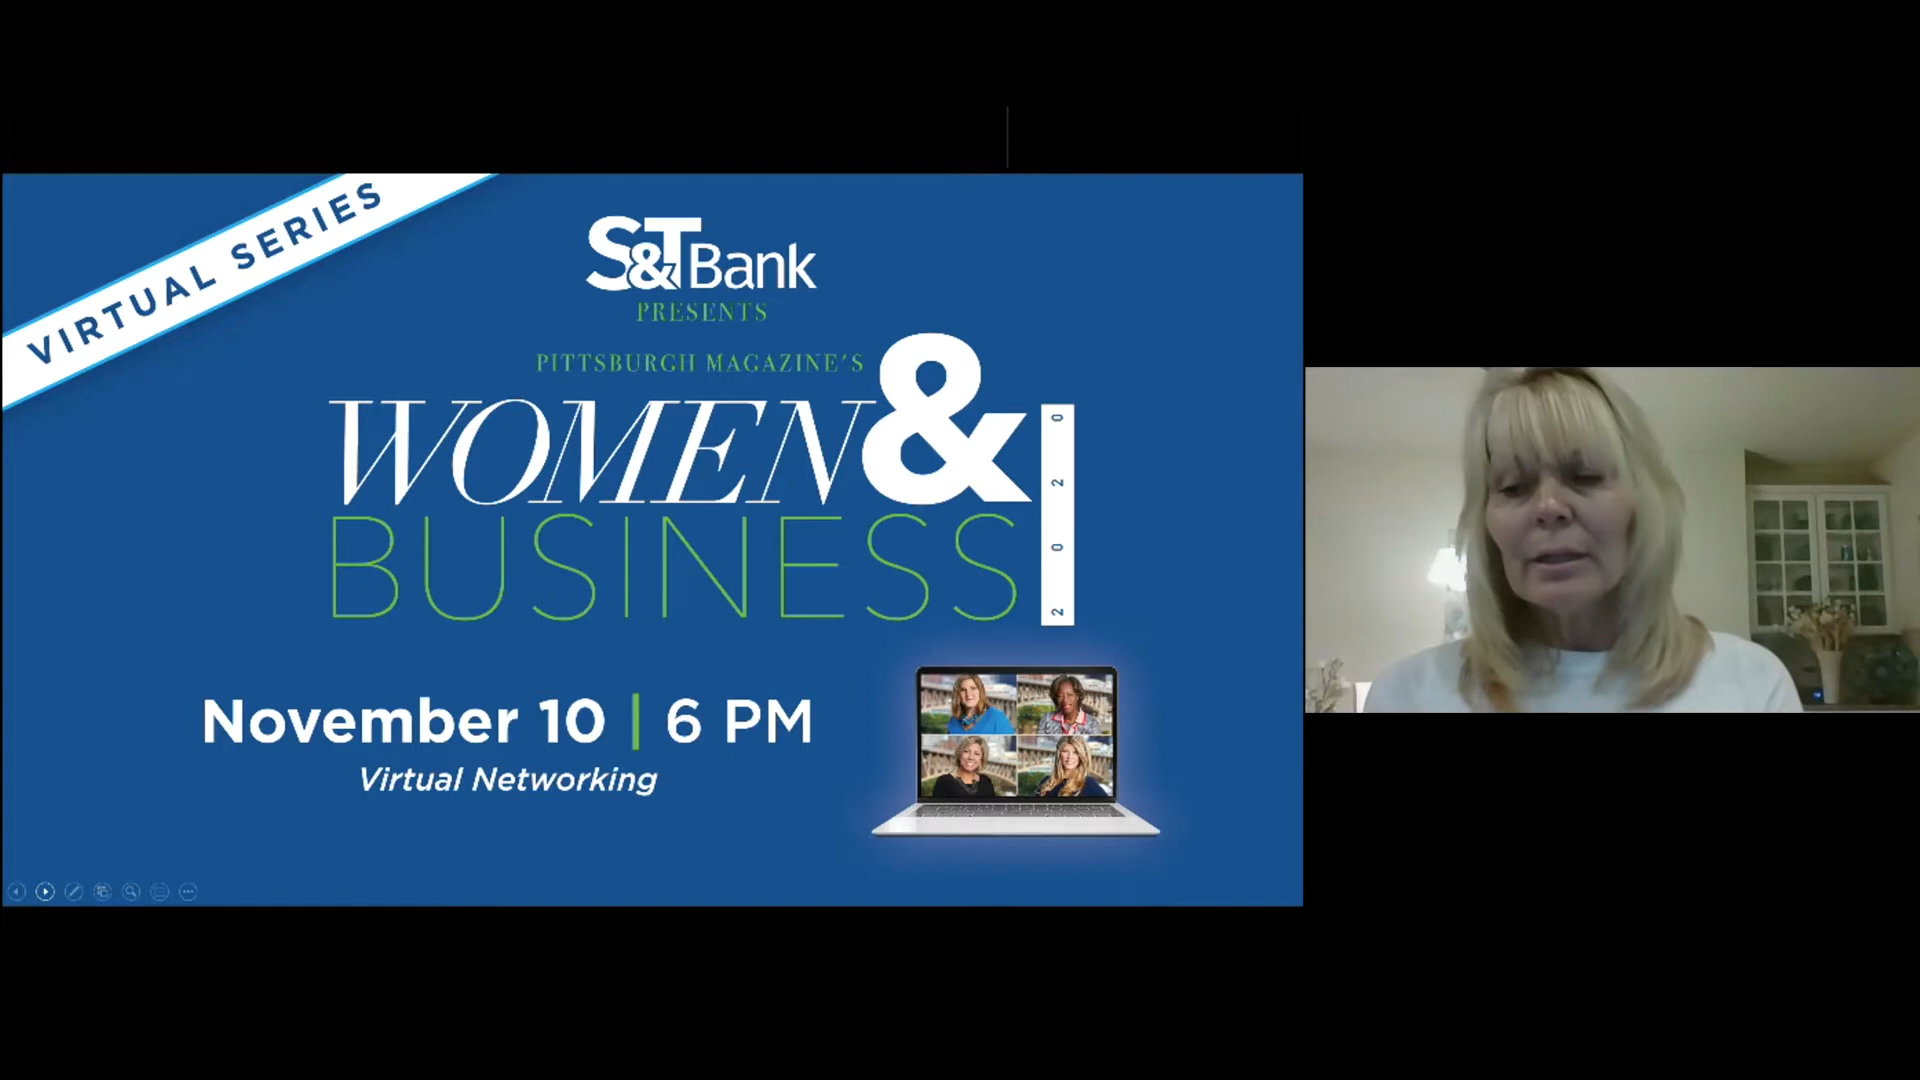 VIRTUAL SERIES
S&T Bank
PRESENTS
PITTSBURGH MAGAZINE'S
WOMEN &
BUSINESS
2020
November 10 | 6 PM
Virtual Networking